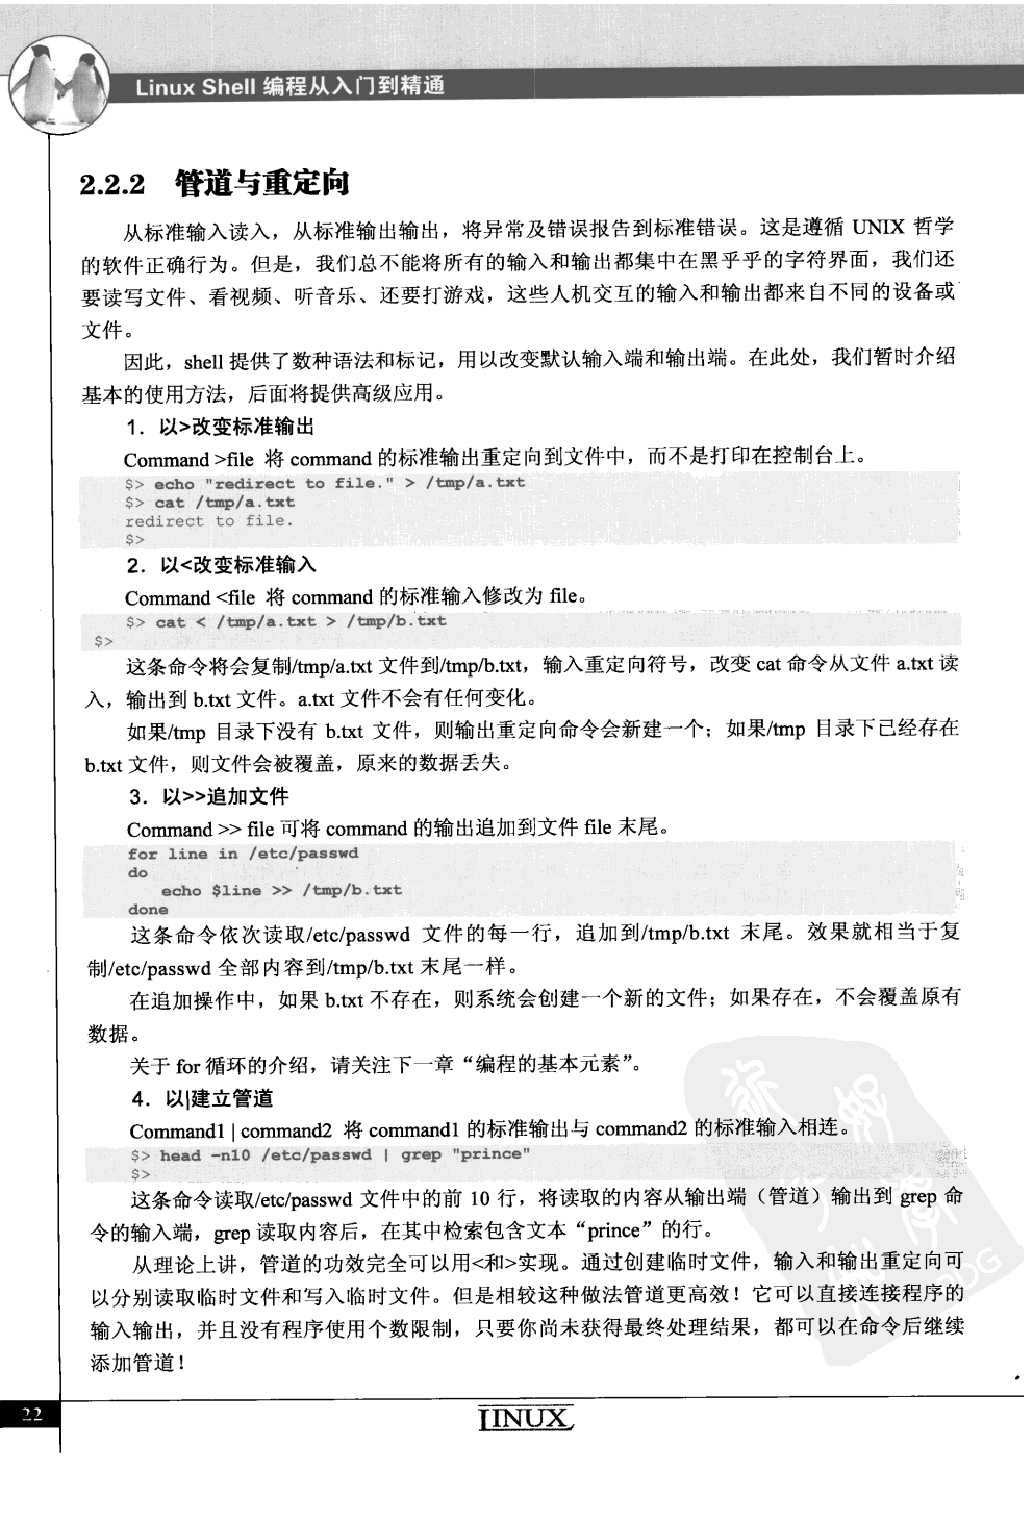 Linux Shell 编程从入门到精通
2.2.2 管道与重定向
从标准输入读入，从标准输出输出，将异常及错误报告到标准错误。这是遵循 UNIX 哲学
的软件正确行为。但是，我们总不能将所有的输入和输出都集中在黑乎乎的字符界面，我们还
要读写文件、看视频、听音乐、还要打游戏，这些人机交互的输入和输出都来自不同的设备或
文件。
因此，shell 提供了数种语法和标记，用以改变默认输入端和输出端。在此处，我们暂时介绍
基本的使用方法，后面将提供高级应用。
1．以>改变标准输出
Command >file 将 command 的标准输出重定向到文件中，而不是打印在控制台上。
$> echo "redirect to file." > /tmp/a.txt
$> cat /tmp/a.txt
redirect to file.
$>
2．以<改变标准输入
Command <file 将 command 的标准输入修改为 file。
$> cat < /tmp/a.txt > /tmp/b.txt
$>
这条命令将会复制/tmp/a.txt 文件到/tmp/b.txt，输入重定向符号，改变 cat 命令从文件 a.txt 读
入，输出到 b.txt 文件。a.txt 文件不会有任何变化。
如果/tmp 目录下没有 b.txt 文件，则输出重定向命令会新建一个；如果/tmp 目录下已经存在
b.txt 文件，则文件会被覆盖，原来的数据丢失。
3．以>>追加文件
Command >> file 可将 command 的输出追加到文件 file 末尾。
for line in /etc/passwd
do
echo $line >> /tmp/b.txt
done
这条命令依次读取/etc/passwd 文件的每一行，追加到/tmp/b.txt 末尾。效果就相当于复
制/etc/passwd 全部内容到/tmp/b.txt 末尾一样。
在追加操作中，如果 b.txt 不存在，则系统会创建一个新的文件；如果存在，不会覆盖原有
数据。
关于 for 循环的介绍，请关注下一章“编程的基本元素”。
4．以|建立管道
Command1 | command2 将 command1 的标准输出与 command2 的标准输入相连。
$> head -n10 /etc/passwd | grep "prince"
$>
这条命令读取/etc/passwd 文件中的前 10 行，将读取的内容从输出端（管道）输出到 grep 命
令的输入端，grep 读取内容后，在其中检索包含文本“prince”的行。
从理论上讲，管道的功效完全可以用<和>实现。通过创建临时文件，输入和输出重定向可
以分别读取临时文件和写入临时文件。但是相较这种做法管道更高效！它可以直接连接程序的
输入输出，并且没有程序使用个数限制，只要你尚未获得最终处理结果，都可以在命令后继续
添加管道！
PDG
22
LINUX